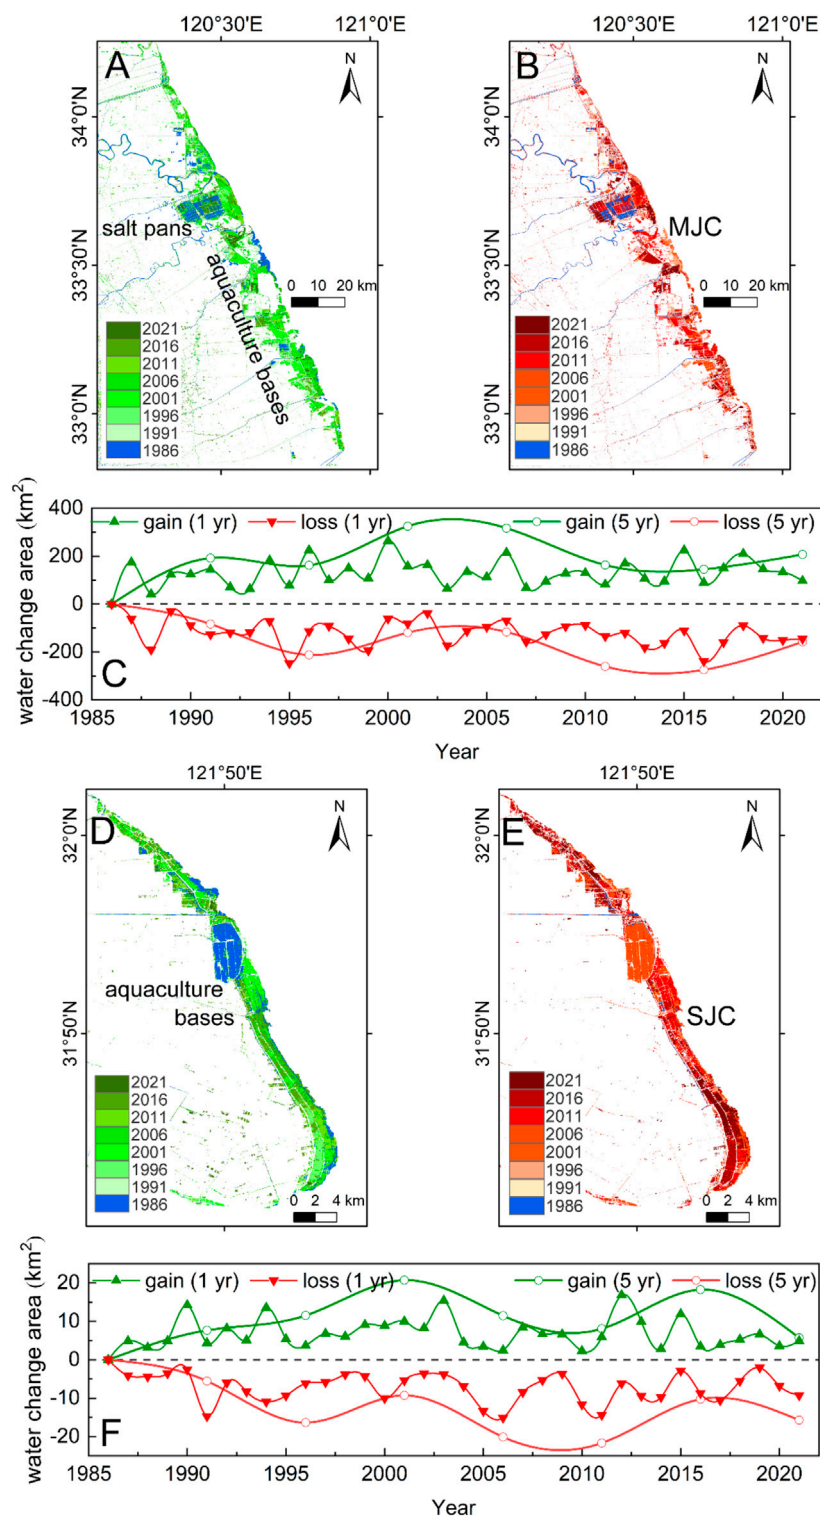 120°30'E 121°0'E
A
N
34°0'N
33°30'N
33°0'N
salt pans
aquaculture bases
0 10 20 km
2021
2016
2011
2006
2001
1996
1991
1986
120°30'E 121°0'E
B
N
34°0'N
33°30'N
33°0'N
MJC
0 10 20 km
2021
2016
2011
2006
2001
1996
1991
1986
water change area (km²)
400
200
0
-200
-400
gain (1 yr) loss (1 yr) gain (5 yr) loss (5 yr)
C
1985 1990 1995 2000 2005 2010 2015 2020
Year
121°50'E
D
N
32°0'N
31°50'N
aquaculture
bases
2021
2016
2011
2006
2001
1996
1991
1986
0 2 4 km
121°50'E
E
N
32°0'N
31°50'N
SJC
2021
2016
2011
2006
2001
1996
1991
1986
0 2 4 km
water change area (km²)
20
10
0
-10
-20
gain (1 yr) loss (1 yr) gain (5 yr) loss (5 yr)
F
1985 1990 1995 2000 2005 2010 2015 2020
Year